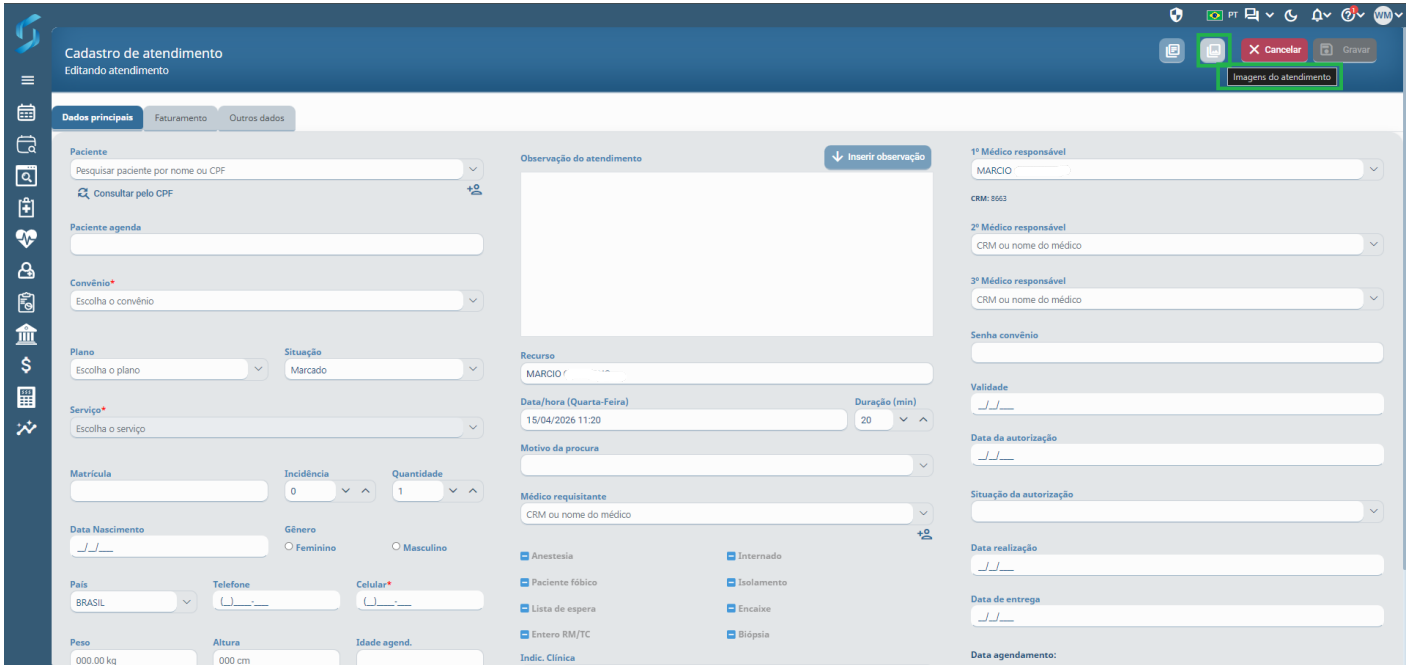 PT
1
WM
Cadastro de atendimento
Editando atendimento
Cancelar
Gravar
Imagens do atendimento
Dados principais
Faturamento
Outros dados
Paciente
Pesquisar paciente por nome ou CPF
Consultar pelo CPF
Paciente agenda
Convênio*
Escolha o convênio
Plano
Situação
Escolha o plano
Marcado
Serviço*
Escolha o serviço
Matrícula
Incidência
Quantidade
0
1
Data Nascimento
Gênero
__/__/____
Feminino
Masculino
País
Telefone
Celular*
BRASIL
(__)____-____
(__)____-____
Peso
Altura
Idade agend.
000.00 kg
000 cm
Observação do atendimento
Inserir observação
Recurso
MARCIO
Data/hora (Quarta-Feira)
Duração (min)
15/04/2026 11:20
20
Motivo da procura
Médico requisitante
CRM ou nome do médico
Anestesia
Internado
Paciente fóbico
Isolamento
Lista de espera
Encaixe
Entero RM/TC
Biópsia
Indic. Clínica
1º Médico responsável
MARCIO
CRM: 8663
2º Médico responsável
CRM ou nome do médico
3º Médico responsável
CRM ou nome do médico
Senha convênio
Validade
__/__/____
Data da autorização
__/__/____
Situação da autorização
Data realização
__/__/____
Data de entrega
__/__/____
Data agendamento: